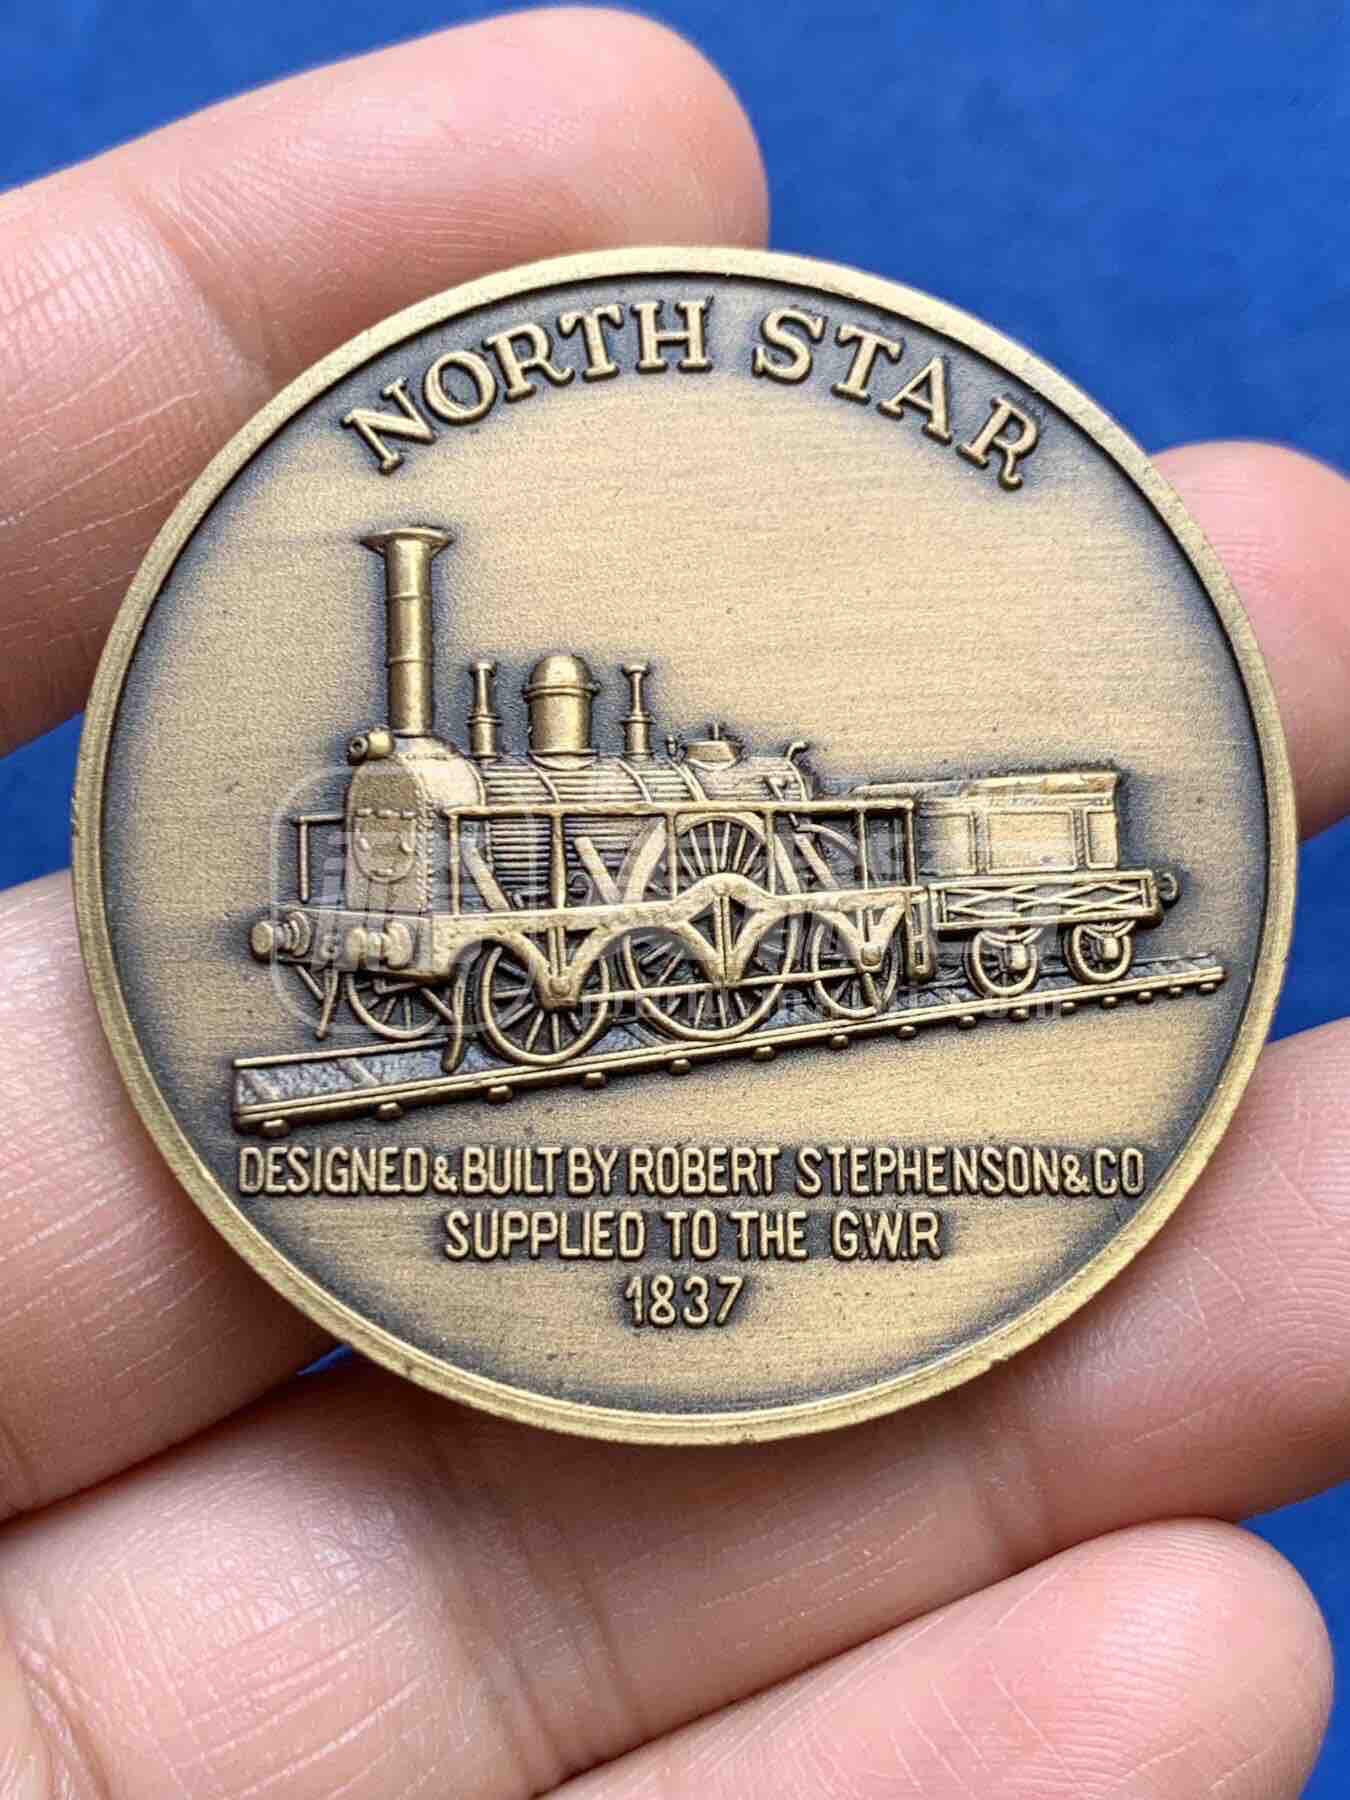 NORTH STAR
DESIGNED & BUILT BY ROBERT STEPHENSON & CO
SUPPLIED TO THE G.W.R
1837